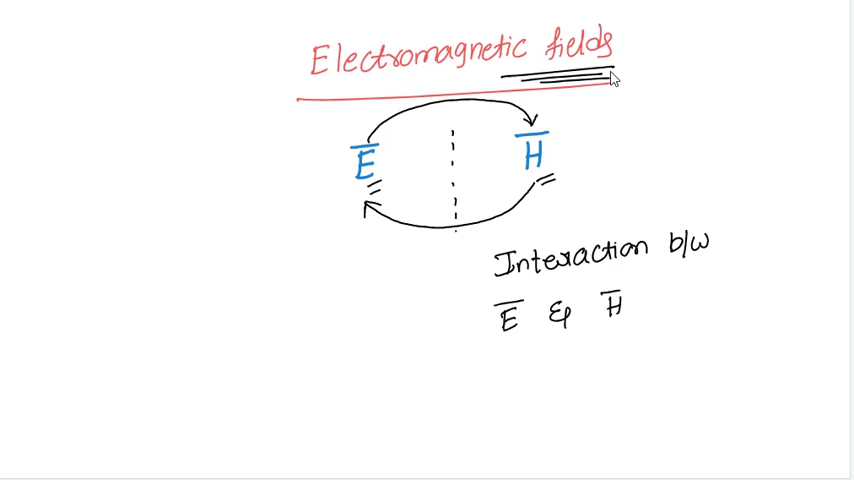 Electromagnetic fields
E̅ H̅
Interaction b/w
E̅ & H̅